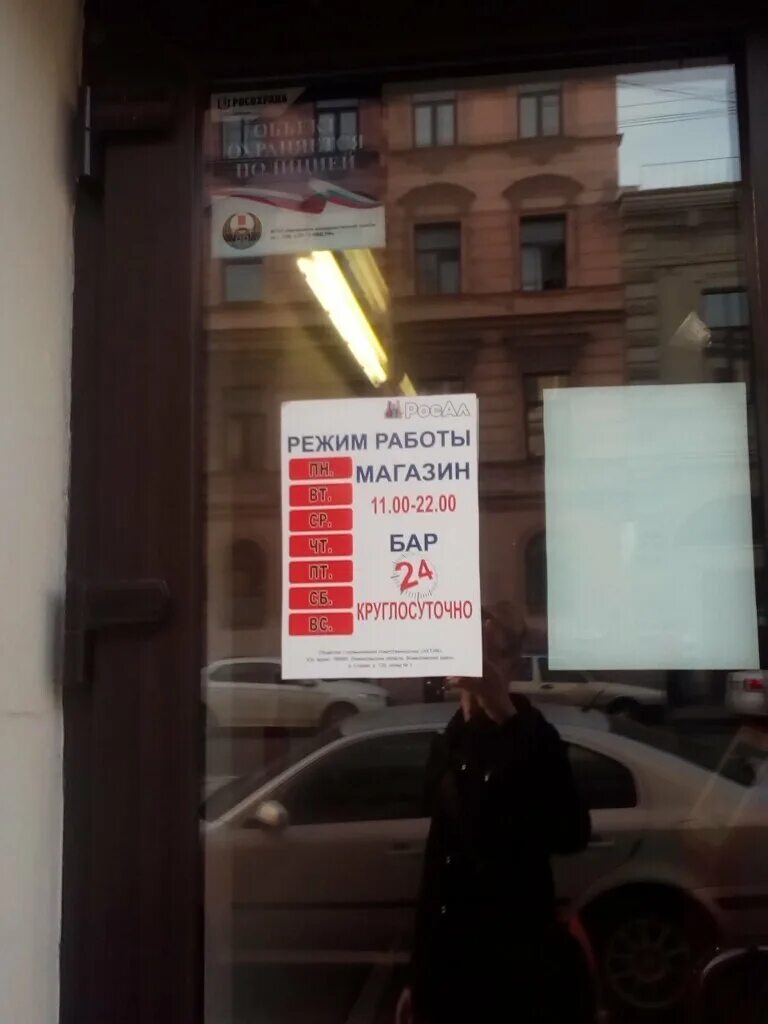 РОСОХРАНА
ОБЪЕКТ
ОХРАНЯЕТСЯ
ПОЛИЦИЕЙ
РосАл
РЕЖИМ РАБОТЫ
ПН.
ВТ.
СР.
ЧТ.
ПТ.
СБ.
ВС.
МАГАЗИН
11.00-22.00
БАР
24
КРУГЛОСУТОЧНО